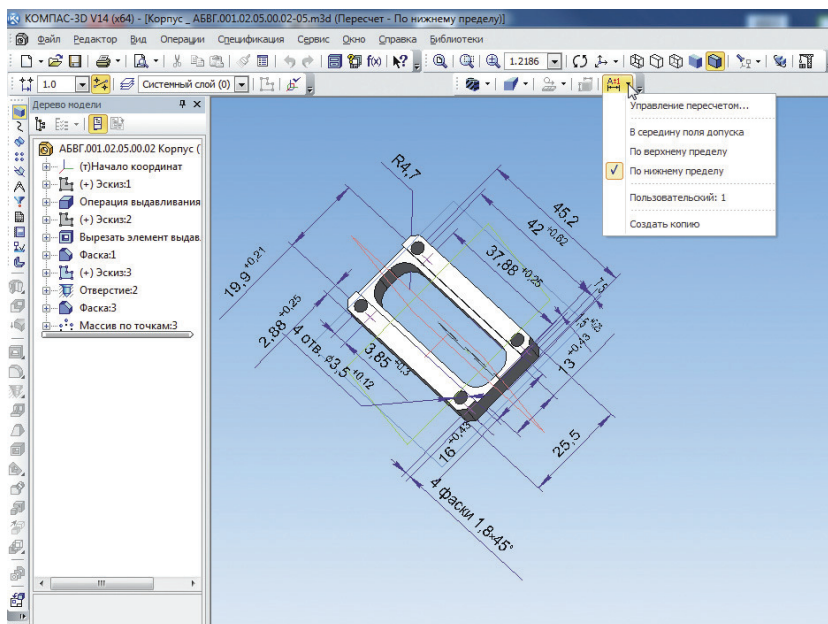 КОМПАС-3D V14 (x64) - [Корпус _ АБВГ.001.02.05.00.02-05.m3d (Пересчет - По нижнему пределу)]
Файл Редактор Вид Операции Спецификация Сервис Окно Справка Библиотеки
1.2186
1.0 Системный слой (0)
Дерево модели
АБВГ.001.02.05.00.02 Корпус (
(т)Начало координат
(+) Эскиз:1
Операция выдавливания
(+) Эскиз:2
Вырезать элемент выдав
Фаска:1
(+) Эскиз:3
Отверстие:2
Фаска:3
Массив по точкам:3
Управление пересчетом...
В середину поля допуска
По верхнему пределу
По нижнему пределу
Пользовательский: 1
Создать копию
R4,7
45,2
42 +0,62
37,88 +0,25
7,5
19,9 +0,21
2,88 +0,25
4 отв. ⌀3,5 +0,12
3,85 +0,3
13 +0,43
16 +0,43
25,5
4 фаски 1,8×45°